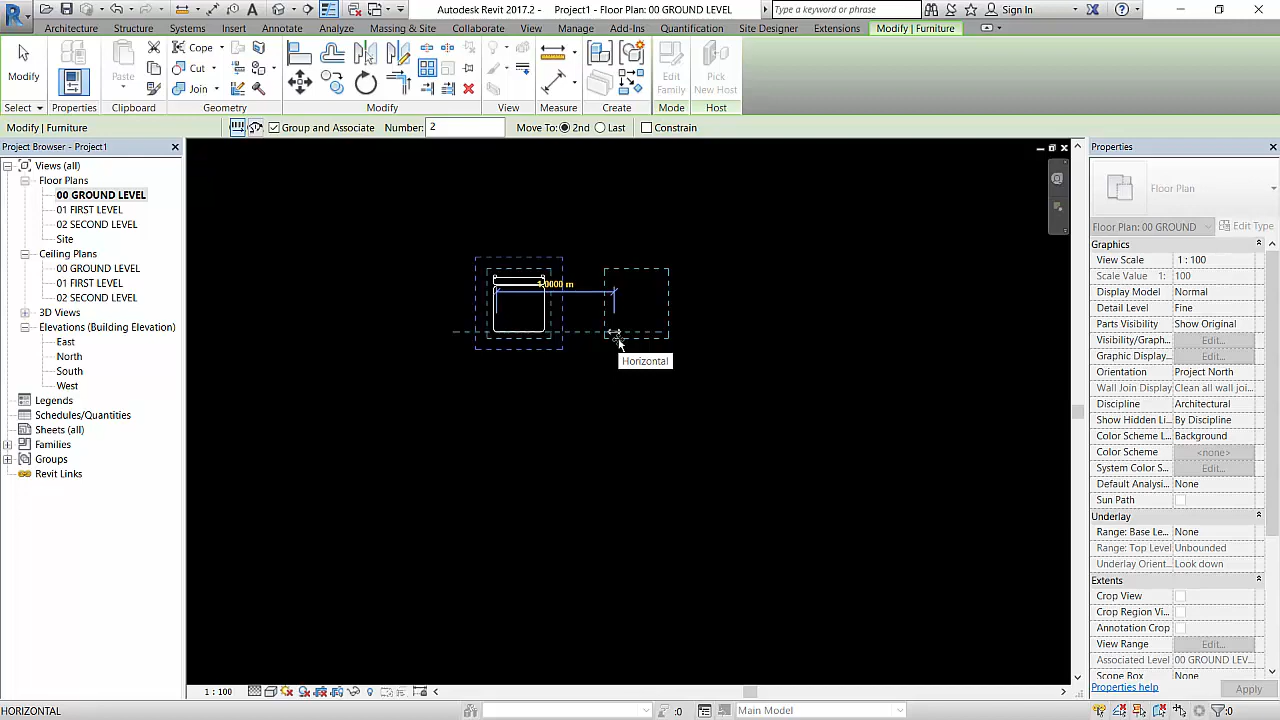 Autodesk Revit 2017.2 - Project1 - Floor Plan: 00 GROUND LEVEL
Type a keyword or phrase
Sign In
Architecture Structure Systems Insert Annotate Analyze Massing & Site Collaborate View Manage Add-Ins Quantification Site Designer Extensions Modify | Furniture
Modify
Paste
Cope
Cut
Join
Edit Family
Pick New Host
Select Properties Clipboard Geometry Modify View Measure Create Mode Host
Modify | Furniture
Group and Associate
Number: 2
Move To: 2nd Last
Constrain
Project Browser - Project1
Views (all)
Floor Plans
00 GROUND LEVEL
01 FIRST LEVEL
02 SECOND LEVEL
Site
Ceiling Plans
00 GROUND LEVEL
01 FIRST LEVEL
02 SECOND LEVEL
3D Views
Elevations (Building Elevation)
East
North
South
West
Legends
Schedules/Quantities
Sheets (all)
Families
Groups
Revit Links
1.0000 m
Horizontal
Properties
Floor Plan
Floor Plan: 00 GROUND
Edit Type
Graphics
View Scale 1 : 100
Scale Value 1: 100
Display Model Normal
Detail Level Fine
Parts Visibility Show Original
Visibility/Graph... Edit...
Graphic Display... Edit...
Orientation Project North
Wall Join Display Clean all wall joi...
Discipline Architectural
Show Hidden Li... By Discipline
Color Scheme L... Background
Color Scheme <none>
System Color S... Edit...
Default Analysi... None
Sun Path
Underlay
Range: Base Le... None
Range: Top Level Unbounded
Underlay Orient... Look down
Extents
Crop View
Crop Region Vi...
Annotation Crop
View Range Edit...
Associated Level 00 GROUND LEV...
Scope Box None
Properties help
Apply
1 : 100
HORIZONTAL
:0
Main Model
:0